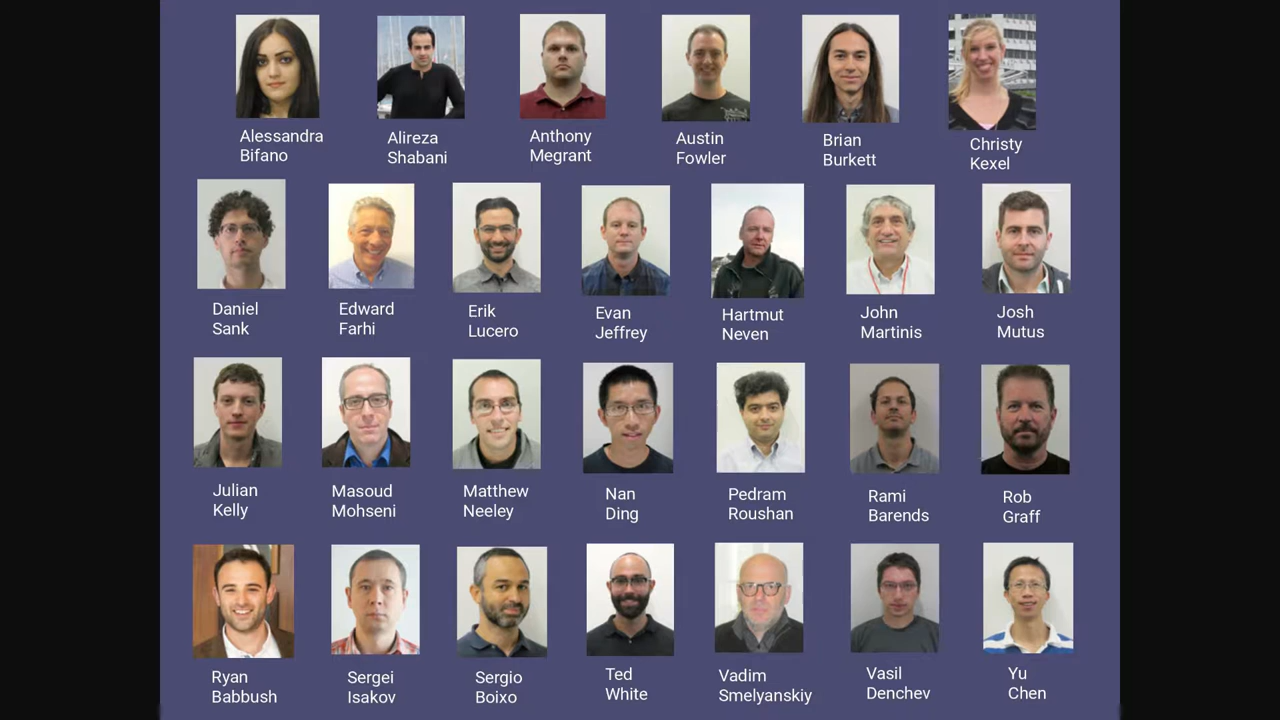 Alessandra
Bifano
Alireza
Shabani
Anthony
Megrant
Austin
Fowler
Brian
Burkett
Christy
Kexel
Daniel
Sank
Edward
Farhi
Erik
Lucero
Evan
Jeffrey
Hartmut
Neven
John
Martinis
Josh
Mutus
Julian
Kelly
Masoud
Mohseni
Matthew
Neeley
Nan
Ding
Pedram
Roushan
Rami
Barends
Rob
Graff
Ryan
Babbush
Sergei
Isakov
Sergio
Boixo
Ted
White
Vadim
Smelyanskiy
Vasil
Denchev
Yu
Chen